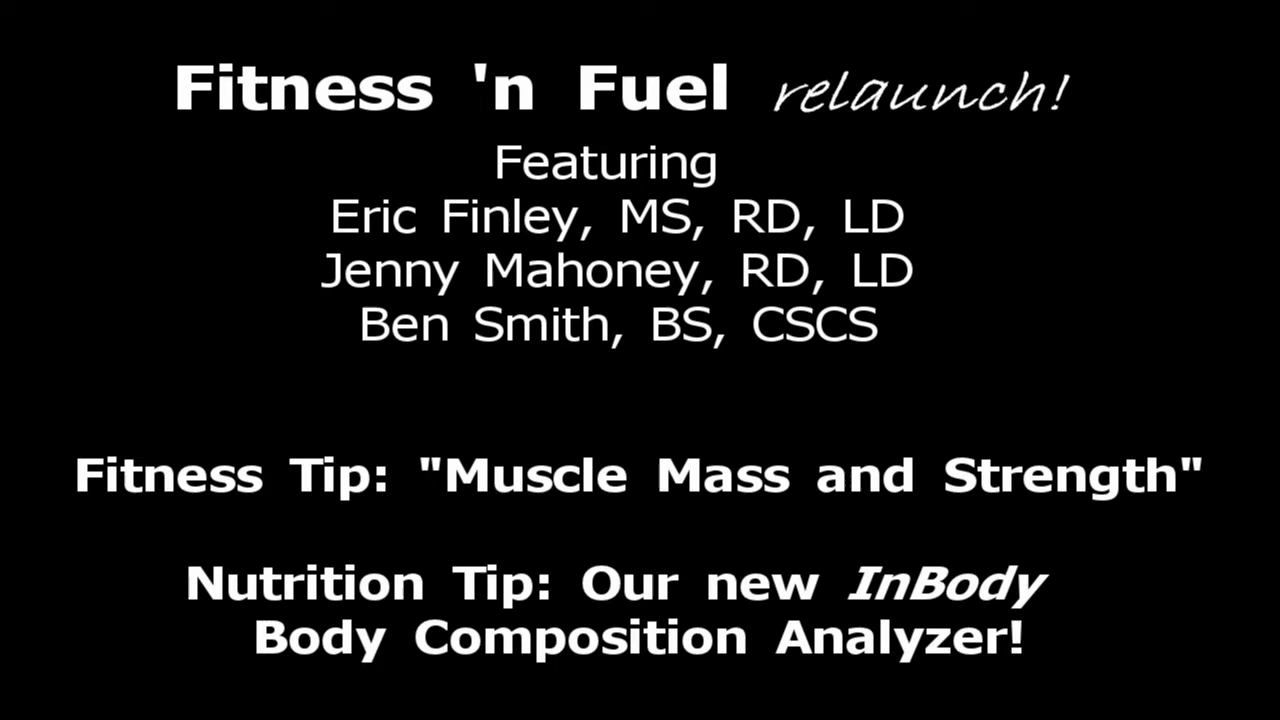 Fitness 'n Fuel relaunch!
Featuring
Eric Finley, MS, RD, LD
Jenny Mahoney, RD, LD
Ben Smith, BS, CSCS
Fitness Tip: "Muscle Mass and Strength"
Nutrition Tip: Our new InBody
Body Composition Analyzer!